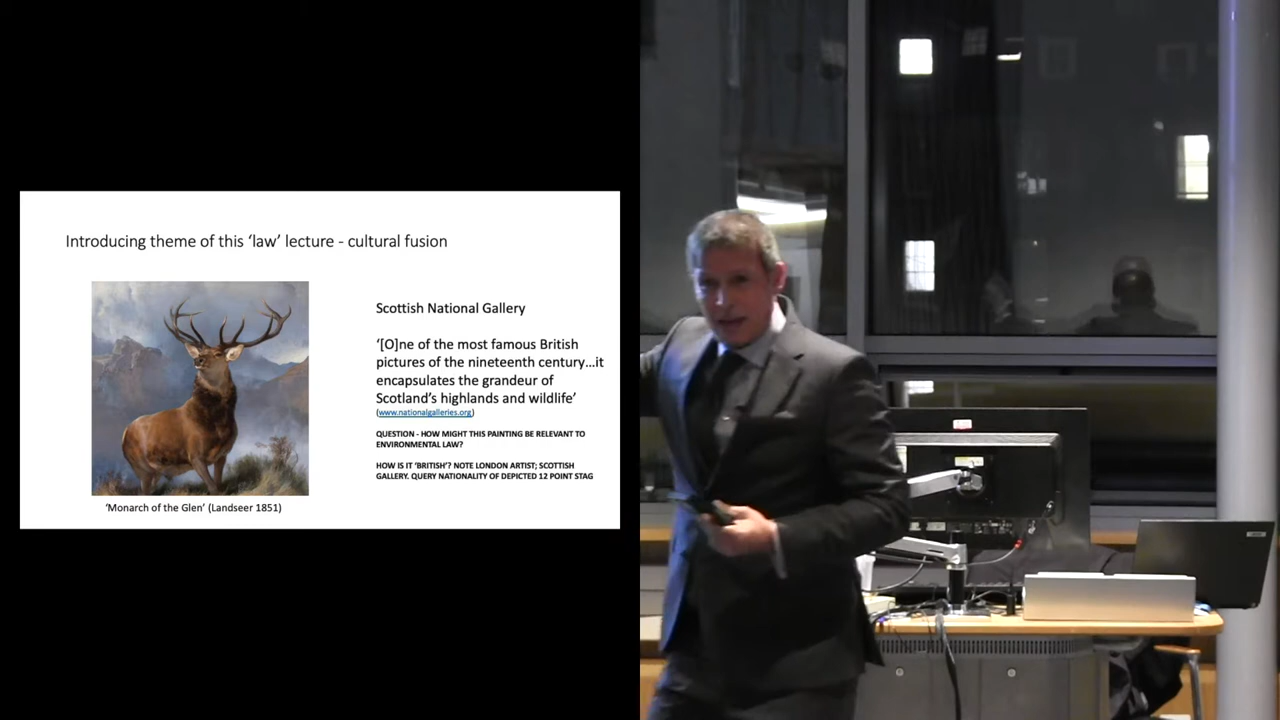 Introducing theme of this ‘law’ lecture - cultural fusion
Scottish National Gallery
‘[O]ne of the most famous British
pictures of the nineteenth century…it
encapsulates the grandeur of
Scotland’s highlands and wildlife’
(www.nationalgalleries.org)
QUESTION - HOW MIGHT THIS PAINTING BE RELEVANT TO
ENVIRONMENTAL LAW?
HOW IS IT ‘BRITISH’? NOTE LONDON ARTIST; SCOTTISH
GALLERY. QUERY NATIONALITY OF DEPICTED 12 POINT STAG
‘Monarch of the Glen’ (Landseer 1851)